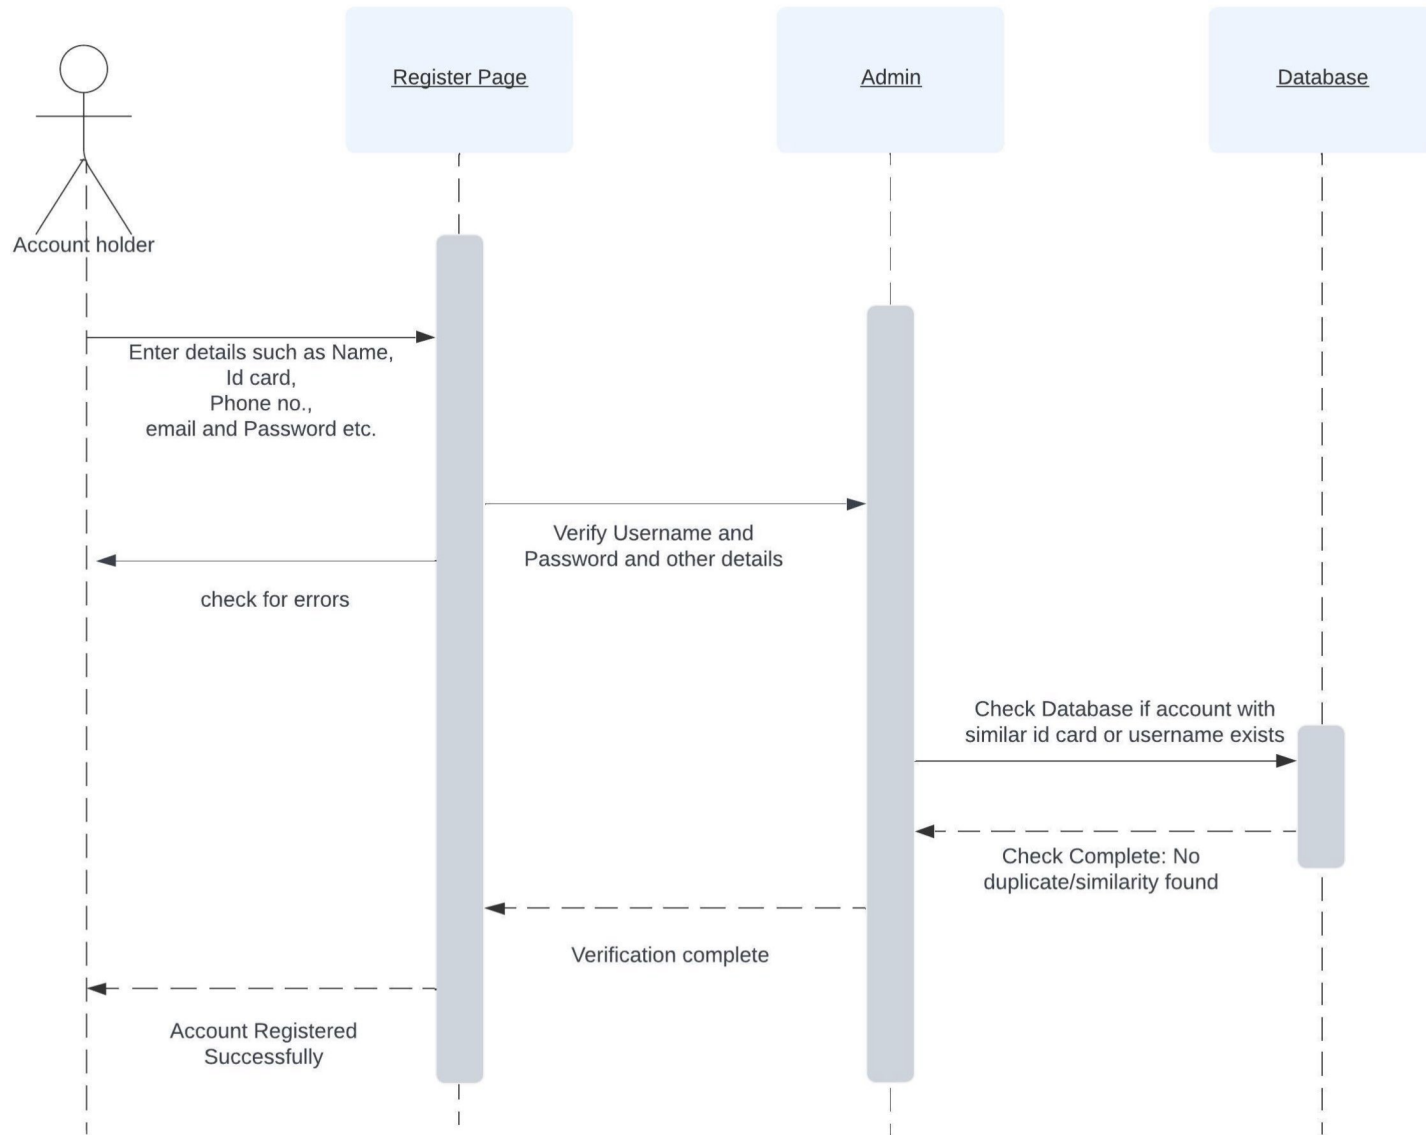 Register Page
Admin
Database
Account holder
Enter details such as Name,
Id card,
Phone no.,
email and Password etc.
Verify Username and
Password and other details
check for errors
Check Database if account with
similar id card or username exists
Check Complete: No
duplicate/similarity found
Verification complete
Account Registered
Successfully